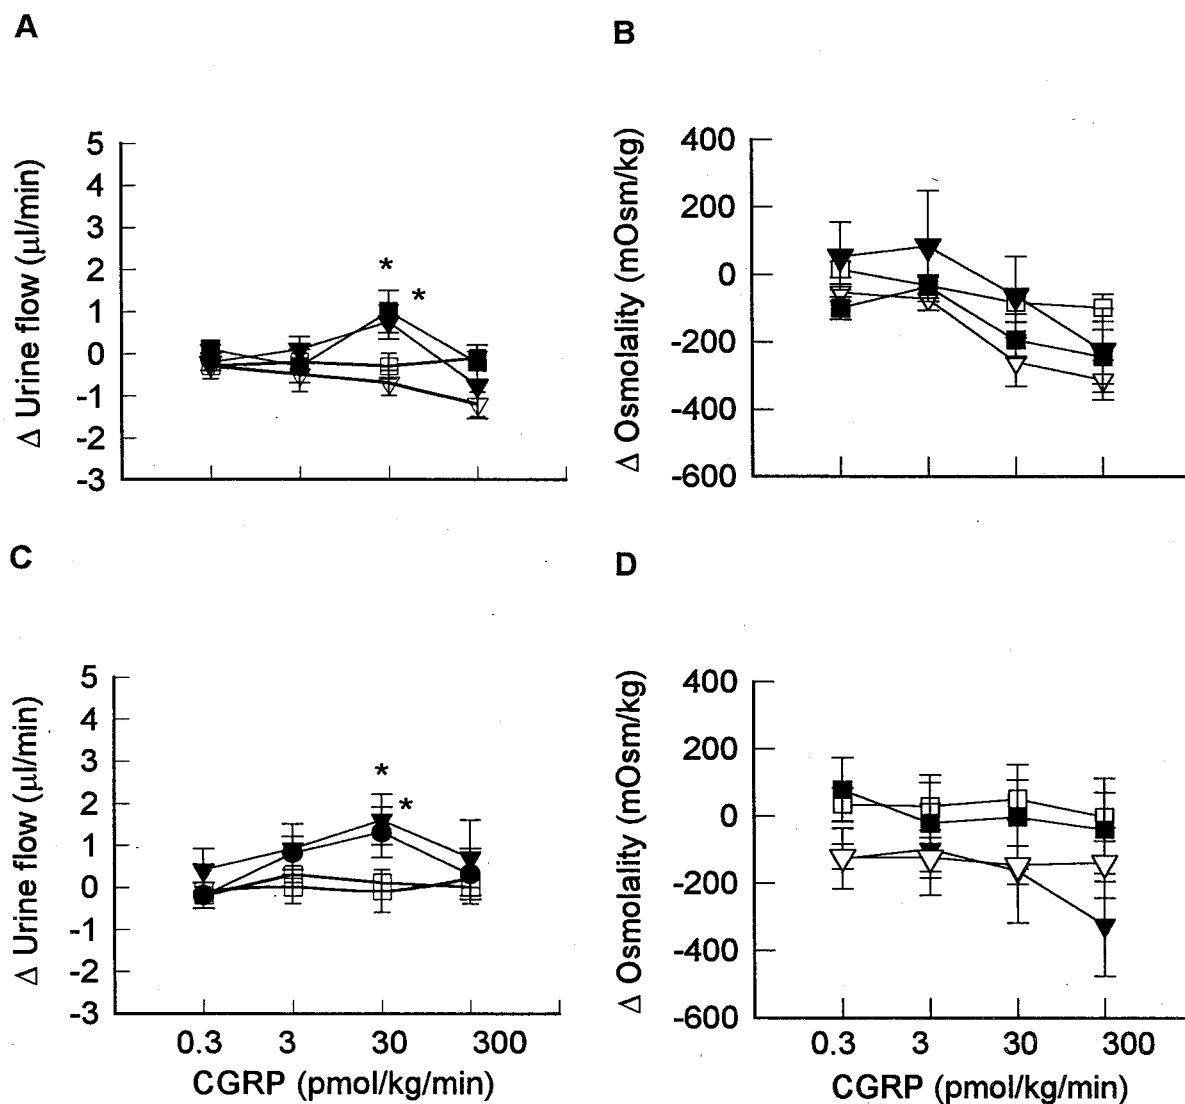 A
Δ Urine flow (µl/min)
5
4
3
2
1
0
-1
-2
-3
*
*
B
Δ Osmolality (mOsm/kg)
400
200
0
-200
-400
-600
C
Δ Urine flow (µl/min)
5
4
3
2
1
0
-1
-2
-3
*
*
0.3 3 30 300
CGRP (pmol/kg/min)
D
Δ Osmolality (mOsm/kg)
400
200
0
-200
-400
-600
0.3 3 30 300
CGRP (pmol/kg/min)